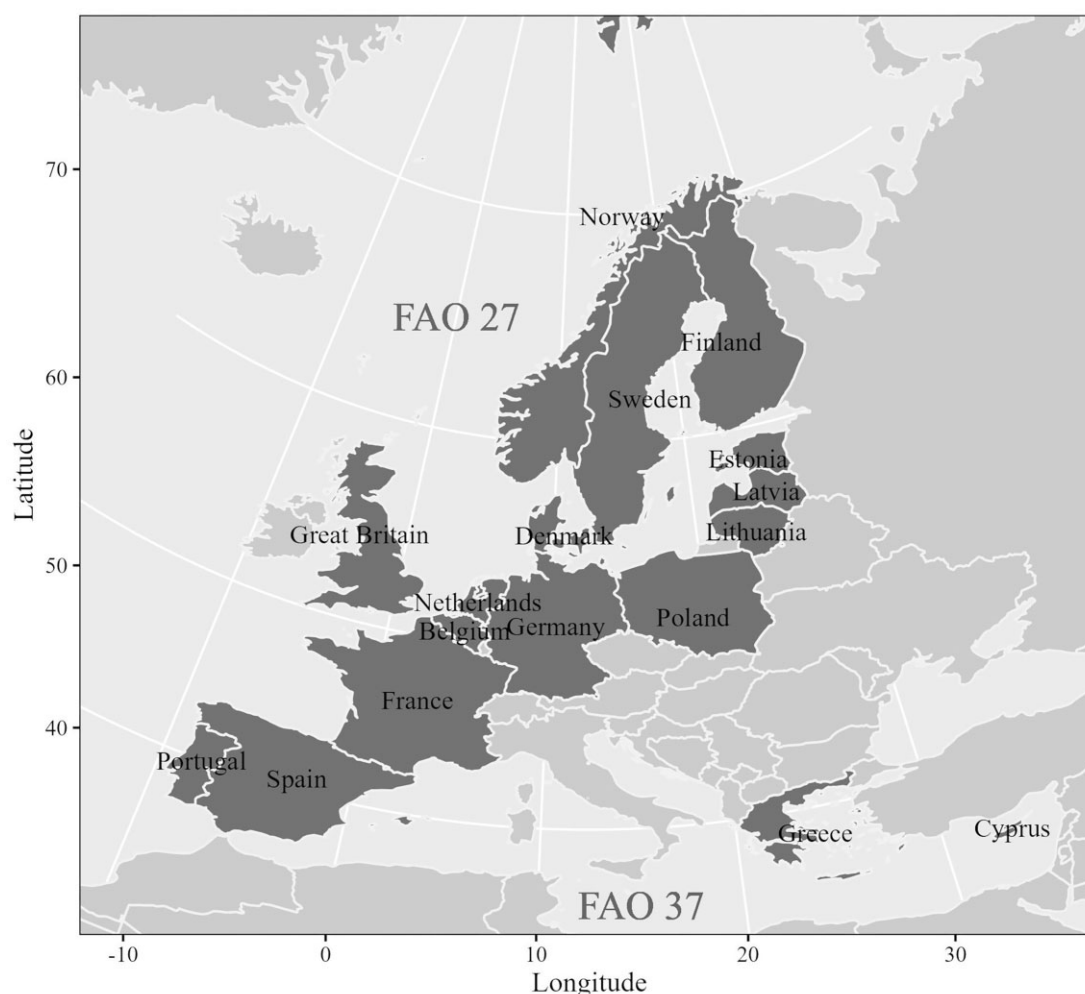 70
Norway
FAO 27
Finland
60
Sweden
Estonia
Latvia
Lithuania
Great Britain
Denmark
50
Netherlands
Belgium
Germany
Poland
France
40
Portugal
Spain
Greece
Cyprus
FAO 37
-10
0
10
20
30
Longitude
Latitude